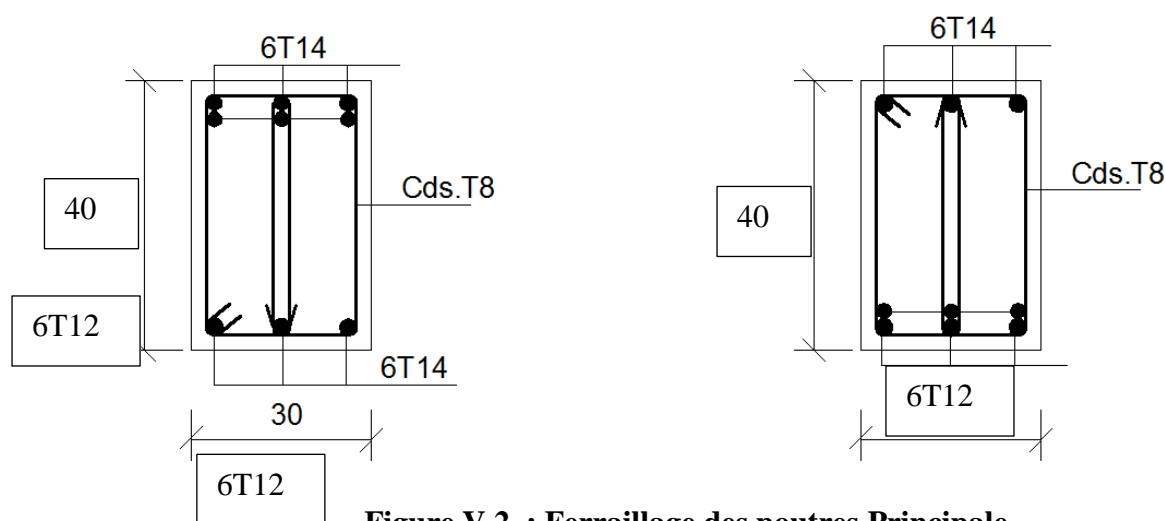 6T14
Cds.T8
40
6T12
6T14
30
6T12
6T14
Cds.T8
40
6T12
Figure V-2 : Ferraillage des poutres Principale